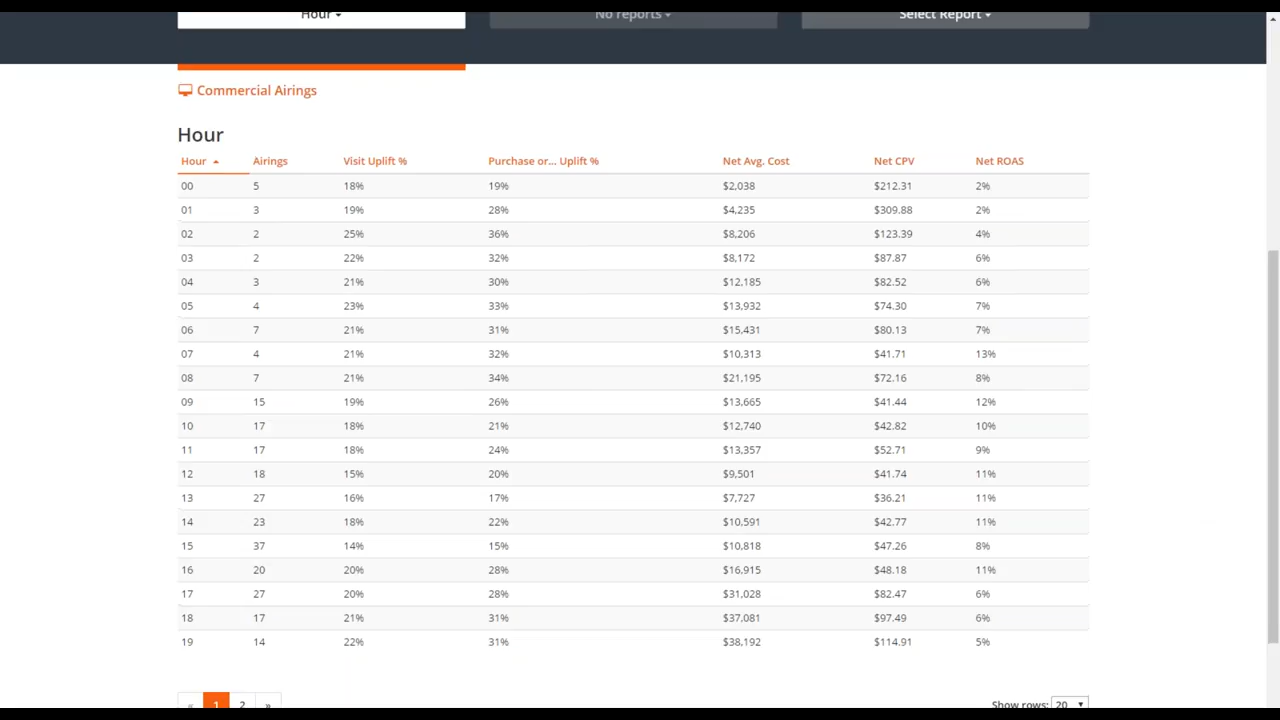 Hour
No reports
Select Report
Commercial Airings
Hour
Hour Airings Visit Uplift % Purchase or... Uplift % Net Avg. Cost Net CPV Net ROAS
00 5 18% 19% $2,038 $212.31 2%
01 3 19% 28% $4,235 $309.88 2%
02 2 25% 36% $8,206 $123.39 4%
03 2 22% 32% $8,172 $87.87 6%
04 3 21% 30% $12,185 $82.52 6%
05 4 23% 33% $13,932 $74.30 7%
06 7 21% 31% $15,431 $80.13 7%
07 4 21% 32% $10,313 $41.71 13%
08 7 21% 34% $21,195 $72.16 8%
09 15 19% 26% $13,665 $41.44 12%
10 17 18% 21% $12,740 $42.82 10%
11 17 18% 24% $13,357 $52.71 9%
12 18 15% 20% $9,501 $41.74 11%
13 27 16% 17% $7,727 $36.21 11%
14 23 18% 22% $10,591 $42.77 11%
15 37 14% 15% $10,818 $47.26 8%
16 20 20% 28% $16,915 $48.18 11%
17 27 20% 28% $31,028 $82.47 6%
18 17 21% 31% $37,081 $97.49 6%
19 14 22% 31% $38,192 $114.91 5%
« 1 2 » Show rows: 20